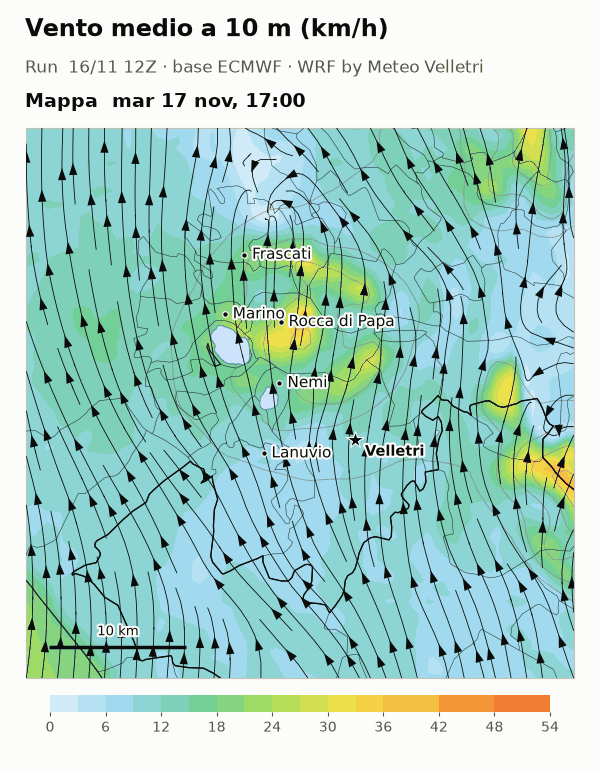 Vento medio a 10 m (km/h)
Run  16/11 12Z · base ECMWF · WRF by Meteo Velletri
Mappa  mar 17 nov, 17:00
Frascati
Marino
Rocca di Papa
Nemi
Velletri
Lanuvio
10 km
0 6 12 18 24 30 36 42 48 54